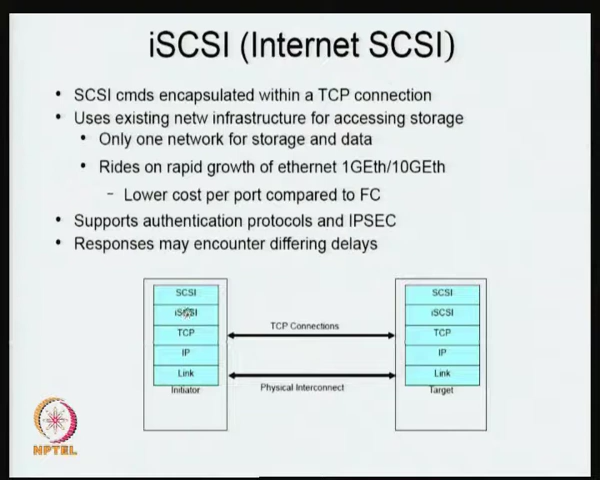 iSCSI (Internet SCSI)
• SCSI cmds encapsulated within a TCP connection
• Uses existing netw infrastructure for accessing storage
• Only one network for storage and data
• Rides on rapid growth of ethernet 1GEth/10GEth
- Lower cost per port compared to FC
• Supports authentication protocols and IPSEC
• Responses may encounter differing delays
SCSI
iSCSI
TCP
IP
Link
Initiator
TCP Connections
Physical Interconnect
SCSI
iSCSI
TCP
IP
Link
Target
NPTEL